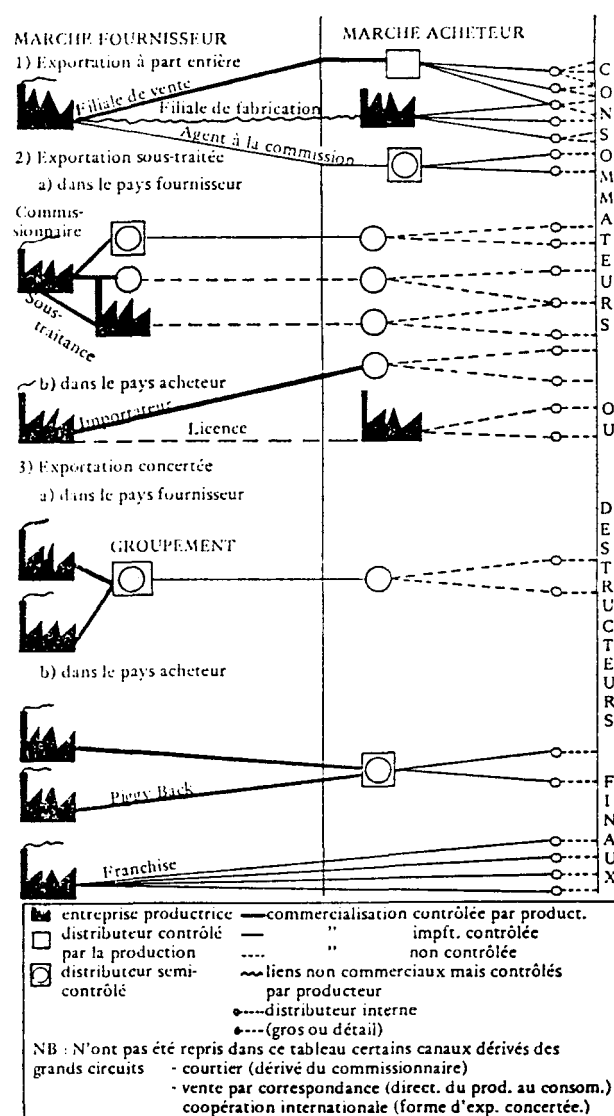 MARCHE FOURNISSEUR
MARCHE ACHETEUR
1) Exportation à part entière
Filiale de vente
Filiale de fabrication
Agent à la commission
2) Exportation sous-traitée
a) dans le pays fournisseur
Commis-
sionnaire
Sous-
traitance
b) dans le pays acheteur
Importateur
Licence
3) Exportation concertée
a) dans le pays fournisseur
GROUPEMENT
b) dans le pays acheteur
Piggy Back
Franchise
CONSOMMATEURS OU DESTRUCTEURS FINAUX
entreprise productrice
commercialisation contrôlée par product.
distributeur contrôlé
par la production
" impft. contrôlée
" non contrôlée
distributeur semi-
contrôlé
liens non commerciaux mais contrôlés
par producteur
distributeur interne
(gros ou détail)
NB : N'ont pas été repris dans ce tableau certains canaux dérivés des
grands circuits - courtier (dérivé du commissionnaire)
- vente par correspondance (direct. du prod. au consom.)
coopération internationale (forme d'exp. concertée.)